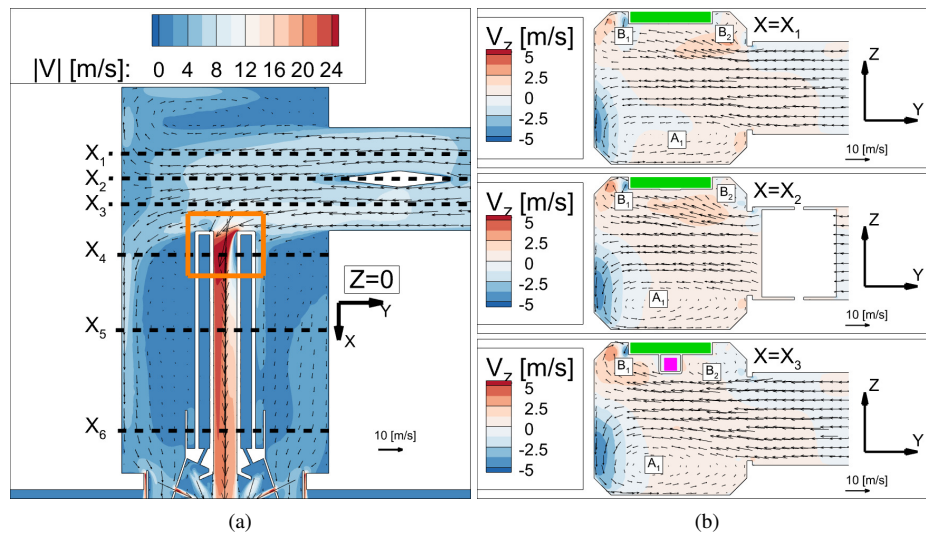 |V| [m/s]: 0 4 8 12 16 20 24
X1
X2
X3
X4
Z=0
Y
X
X5
X6
10 [m/s]
(a)
VZ [m/s]
5
2.5
0
-2.5
-5
B1
B2
X=X1
Z
Y
A1
10 [m/s]
VZ [m/s]
5
2.5
0
-2.5
-5
B1
B2
X=X2
Z
Y
A1
10 [m/s]
VZ [m/s]
5
2.5
0
-2.5
-5
B1
B2
X=X3
Z
Y
A1
10 [m/s]
(b)